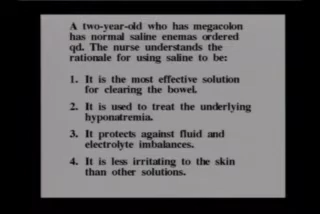 A two-year-old who has megacolon
has normal saline enemas ordered
qd. The nurse understands the
rationale for using saline to be:
1. It is the most effective solution
for clearing the bowel.
2. It is used to treat the underlying
hyponatremia.
3. It protects against fluid and
electrolyte imbalances.
4. It is less irritating to the skin
than other solutions.